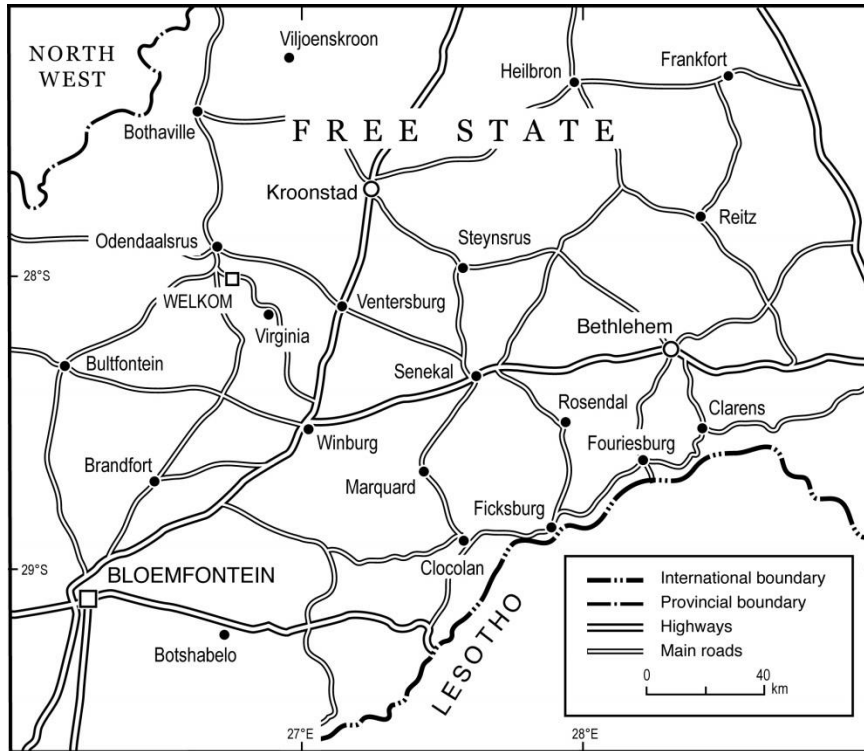 NORTH
WEST
Viljoenskroon
Heilbron
Frankfort
Bothaville
FREE STATE
Kroonstad
Reitz
Odendaalsrus
Steynsrus
28°S
WELKOM
Virginia
Ventersburg
Bethlehem
Bultfontein
Senekal
Rosendal
Clarens
Winburg
Fouriesburg
Brandfort
Marquard
Ficksburg
Clocolan
29°S
BLOEMFONTEIN
Botshabelo
LESOTHO
International boundary
Provincial boundary
Highways
Main roads
0 40
km
27°E
28°E